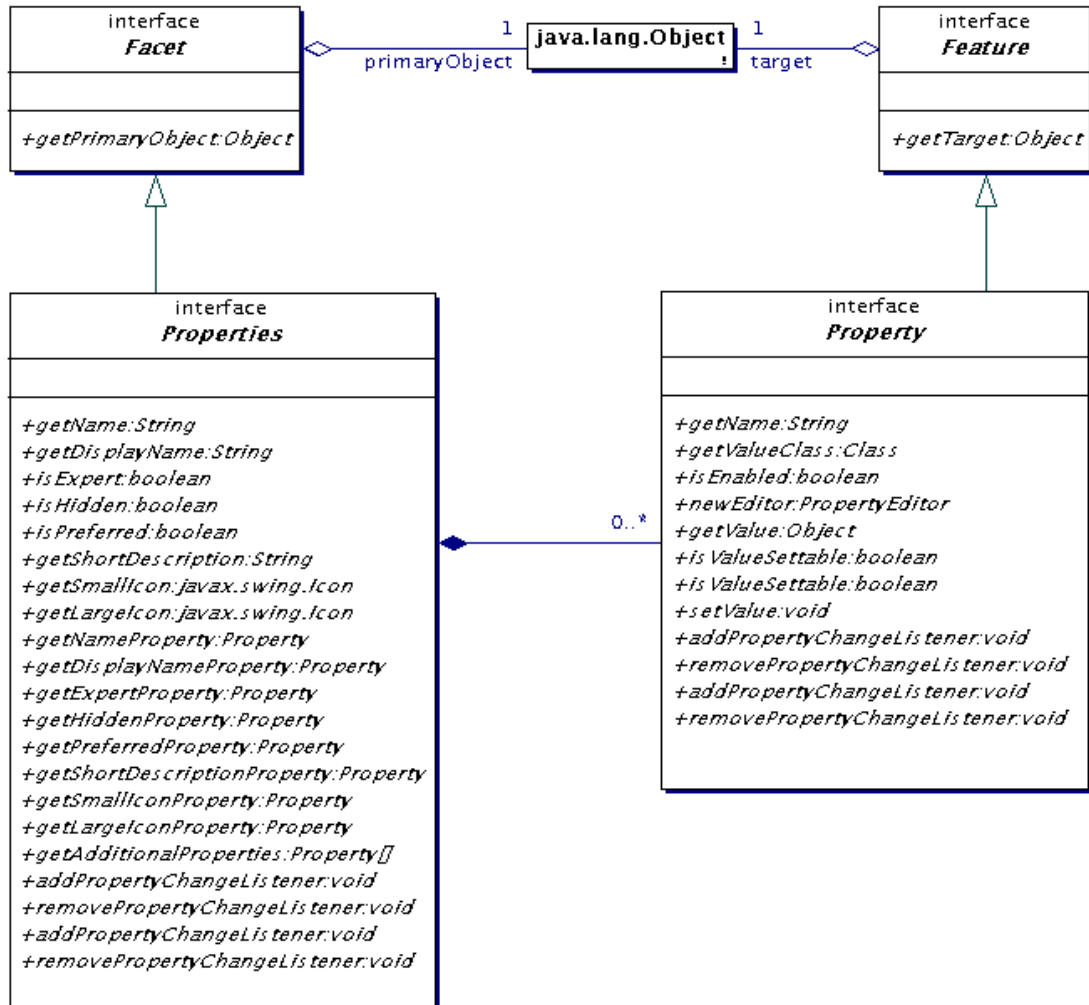 interface
Facet
+getPrimaryObject:Object
1
primaryObject
java.lang.Object
!
1
target
interface
Feature
+getTarget:Object
interface
Properties
+getName:String
+getDisplayName:String
+isExpert:boolean
+isHidden:boolean
+isPreferred:boolean
+getShortDescription:String
+getSmallIcon:javax.swing.Icon
+getLargeIcon:javax.swing.Icon
+getNameProperty:Property
+getDisplayNameProperty:Property
+getExpertProperty:Property
+getHiddenProperty:Property
+getPreferredProperty:Property
+getShortDescriptionProperty:Property
+getSmallIconProperty:Property
+getLargeIconProperty:Property
+getAdditionalProperties:Property[]
+addPropertyChangeListener:void
+removePropertyChangeListener:void
+addPropertyChangeListener:void
+removePropertyChangeListener:void
0..*
interface
Property
+getName:String
+getValueClass:Class
+isEnabled:boolean
+newEditor:PropertyEditor
+getValue:Object
+isValueSettable:boolean
+isValueSettable:boolean
+setValue:void
+addPropertyChangeListener:void
+removePropertyChangeListener:void
+addPropertyChangeListener:void
+removePropertyChangeListener:void